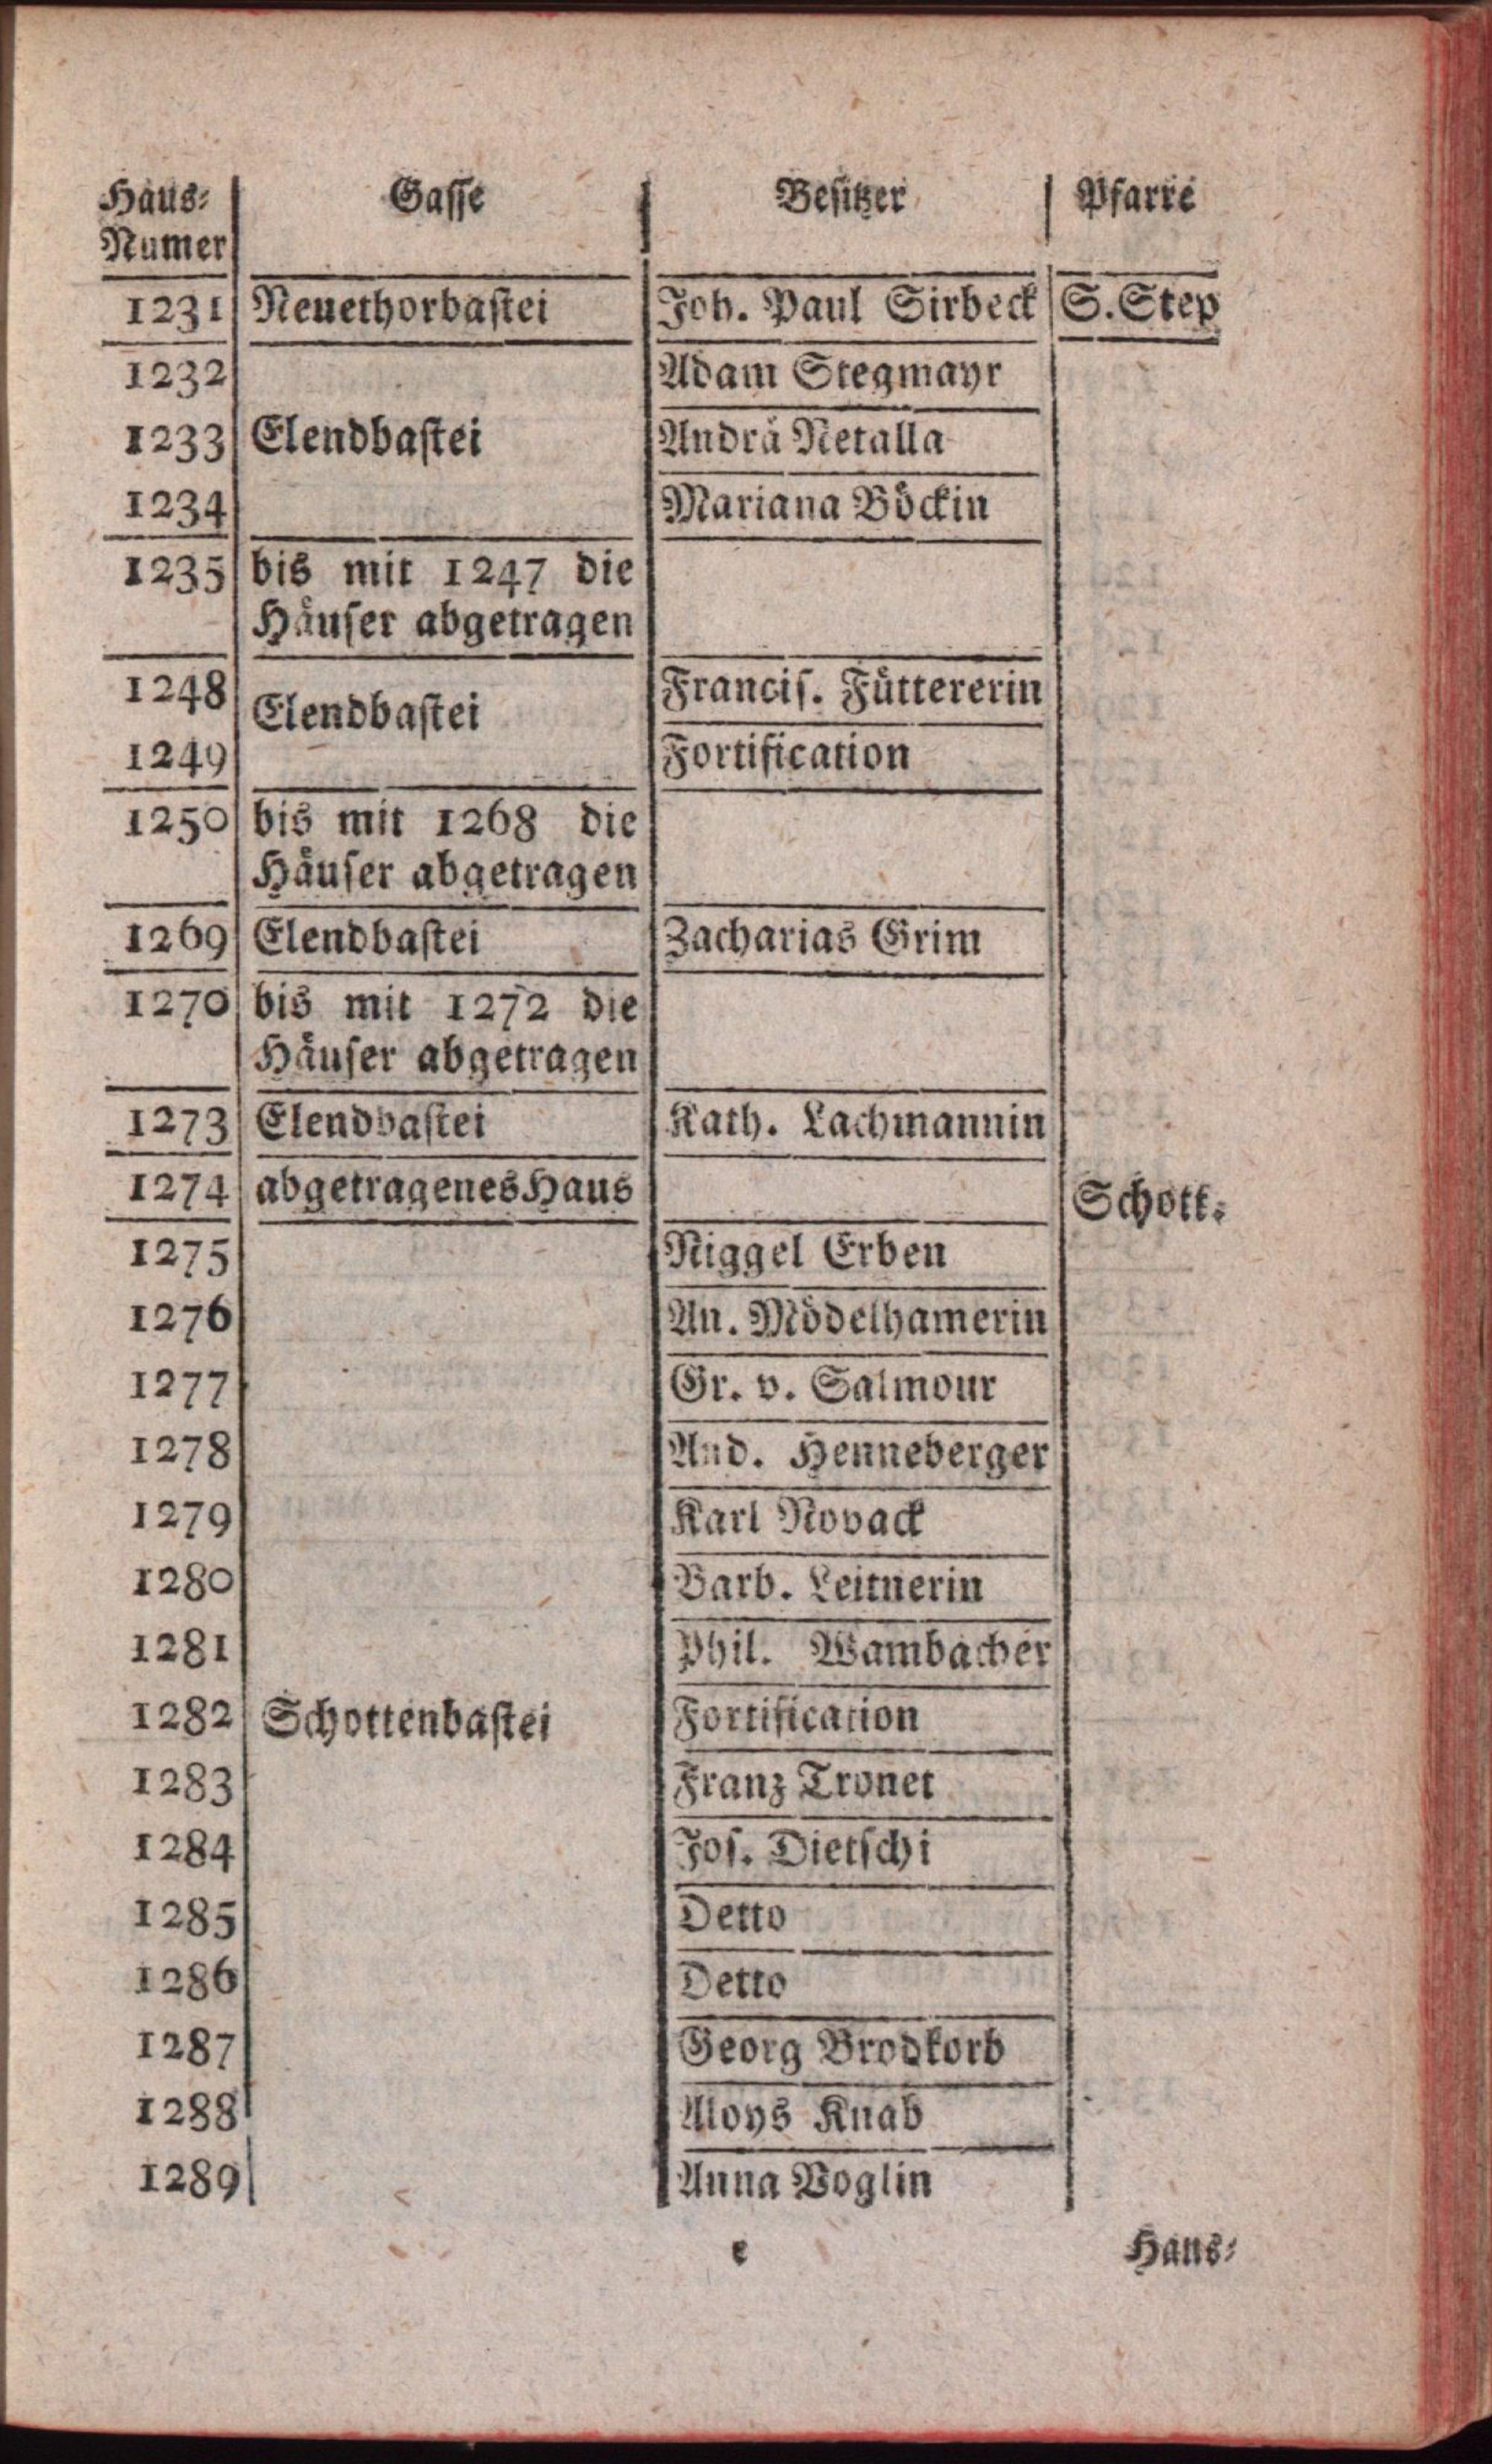 Haus- Gasse Besitzer Pfarre
Numer
1231 Neuethorbastei Joh. Paul Sirbeck S.Step
1232 Adam Stegmayr
1233 Elendbastei Andrä Netalla
1234 Mariana Böckin
1235 bis mit 1247 die
Häuser abgetragen
1248 Francis. Füttererin
Elendbastei
1249 Fortification
1250 bis mit 1268 die
Häuser abgetragen
1269 Elendbastei Zacharias Grim
1270 bis mit 1272 die
Häuser abgetragen
1273 Elendbastei Kath. Lachmannin
1274 abgetragenes Haus Schott-
1275 Niggel Erben
1276 An. Mödelhamerin
1277 Gr. v. Salmour
1278 And. Henneberger
1279 Karl Novack
1280 Barb. Leitnerin
1281 Phil. Wambacher
1282 Schottenbastei Fortification
1283 Franz Tronet
1284 Jos. Dietschi
1285 Detto
1286 Detto
1287 Georg Brodkorb
1288 Aloys Knab
1289 Anna Voglin
e Haus-